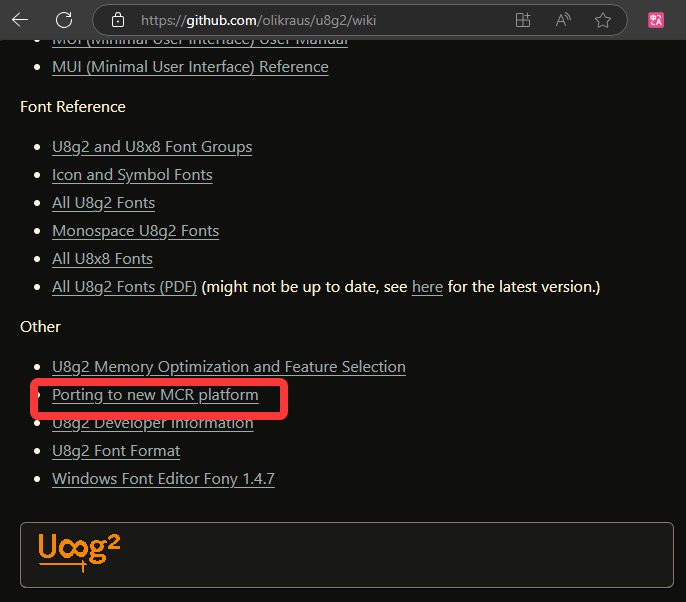 https://github.com/olikraus/u8g2/wiki
MUI (Minimal User Interface) User Manual
MUI (Minimal User Interface) Reference
Font Reference
U8g2 and U8x8 Font Groups
Icon and Symbol Fonts
All U8g2 Fonts
Monospace U8g2 Fonts
All U8x8 Fonts
All U8g2 Fonts (PDF) (might not be up to date, see here for the latest version.)
Other
U8g2 Memory Optimization and Feature Selection
Porting to new MCR platform
U8g2 Developer Information
U8g2 Font Format
Windows Font Editor Fony 1.4.7
U8g2